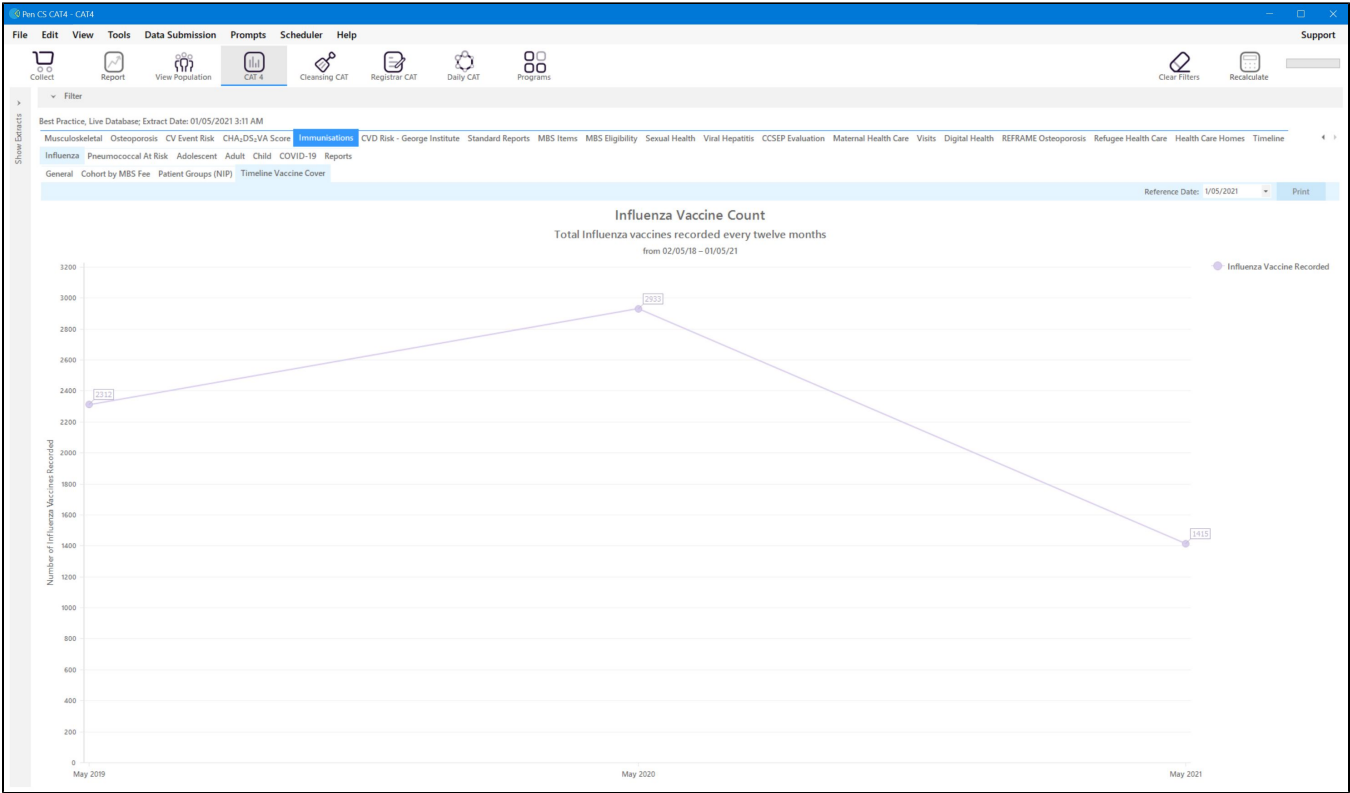 Pen CS CAT4 - CAT4
File Edit View Tools Data Submission Prompts Scheduler Help Support
Collect Report View Population CAT 4 Cleansing CAT Registrar CAT Daily CAT Programs Clear Filters Recalculate
Filter
Show Extracts
Best Practice, Live Database; Extract Date: 01/05/2021 3:11 AM
Musculoskeletal Osteoporosis CV Event Risk CHA₂DS₂VA Score Immunisations CVD Risk - George Institute Standard Reports MBS Items MBS Eligibility Sexual Health Viral Hepatitis CCSEP Evaluation Maternal Health Care Visits Digital Health REFRAME Osteoporosis Refugee Health Care Health Care Homes Timeline
Influenza Pneumococcal At Risk Adolescent Adult Child COVID-19 Reports
General Cohort by MBS Fee Patient Groups (NIP) Timeline Vaccine Cover
Reference Date: 1/05/2021 Print
Influenza Vaccine Count
Total Influenza vaccines recorded every twelve months
from 02/05/18 – 01/05/21
Influenza Vaccine Recorded
Number of Influenza Vaccines Recorded
3200
3000
2933
2800
2600
2400
2312
2200
2000
1800
1600
1415
1400
1200
1000
800
600
400
200
0
May 2019 May 2020 May 2021